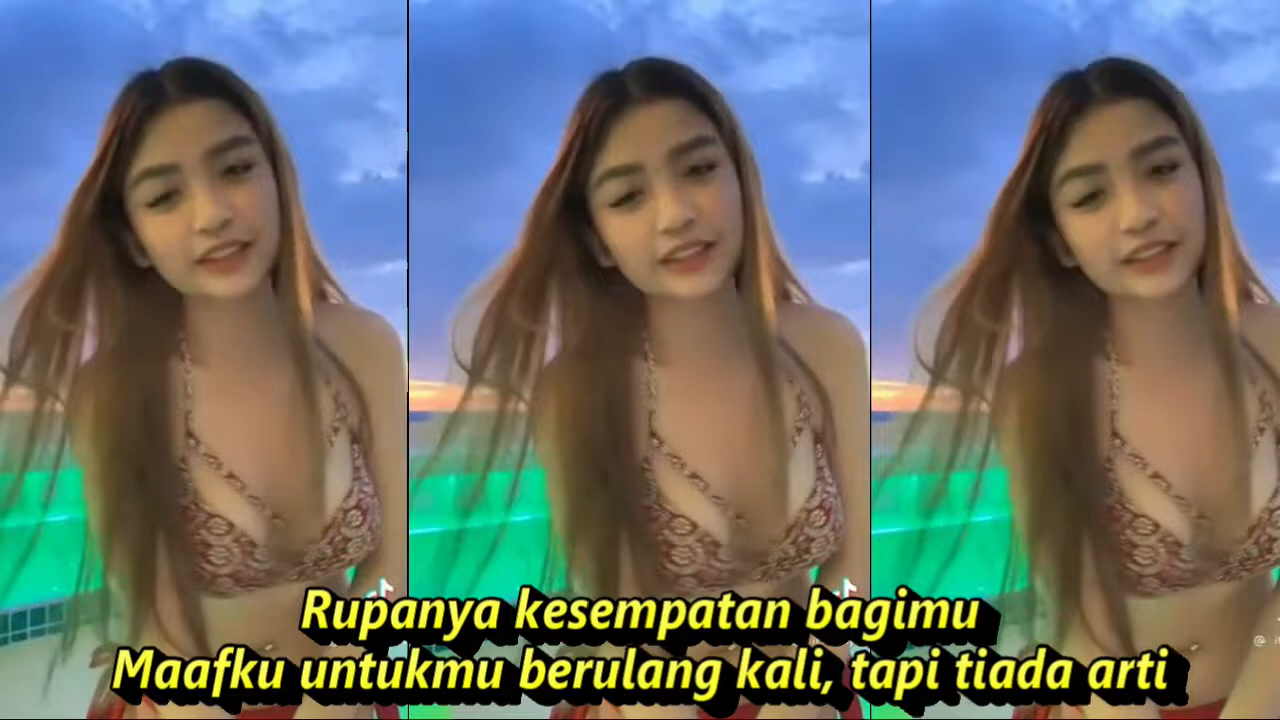 Rupanya kesempatan bagimu
Maafku untukmu berulang kali, tapi tiada arti